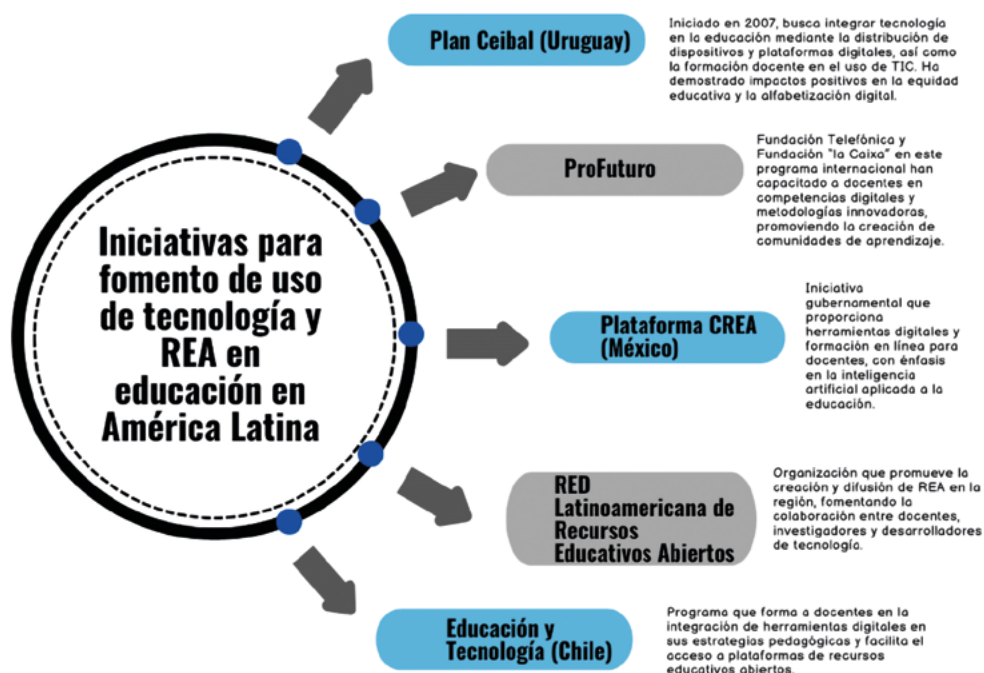 Iniciativas para
fomento de uso
de tecnología y
REA en
educación en
América Latina
Plan Ceibal (Uruguay)
Iniciado en 2007, busca integrar tecnología
en la educación mediante la distribución de
dispositivos y plataformas digitales, así como
la formación docente en el uso de TIC. Ha
demostrado impactos positivos en la equidad
educativa y la alfabetización digital.
ProFuturo
Fundación Telefónica y
Fundación "la Caixa" en este
programa internacional han
capacitado a docentes en
competencias digitales y
metodologías innovadoras,
promoviendo la creación de
comunidades de aprendizaje.
Plataforma CREA
(México)
Iniciativa
gubernamental que
proporciona
herramientas digitales y
formación en línea para
docentes, con énfasis
en la inteligencia
artificial aplicada a la
educación.
RED
Latinoamericana de
Recursos
Educativos Abiertos
Organización que promueve la
creación y difusión de REA en la
región, fomentando la
colaboración entre docentes,
investigadores y desarrolladores
de tecnología.
Educación y
Tecnología (Chile)
Programa que forma a docentes en la
integración de herramientas digitales en
sus estrategias pedagógicas y facilita el
acceso a plataformas de recursos
educativos abiertos.